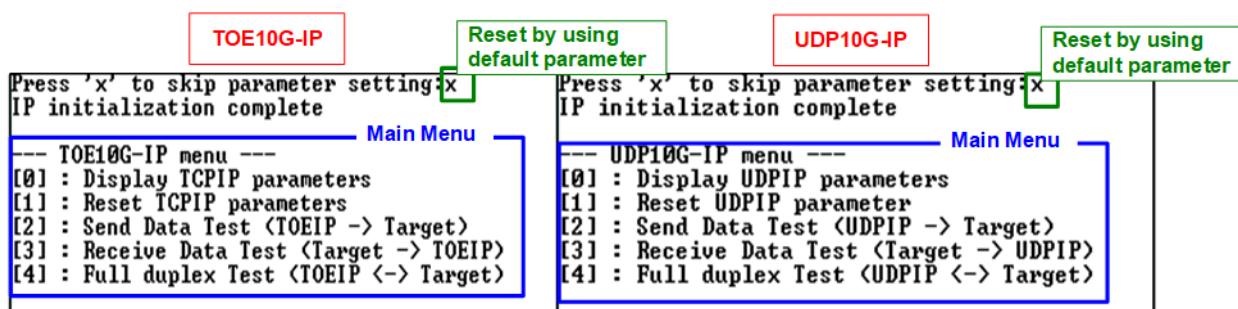 TOE10G-IP
Reset by using
default parameter
Press 'x' to skip parameter setting:x
IP initialization complete
Main Menu
--- TOE10G-IP menu ---
[0] : Display TCPIP parameters
[1] : Reset TCPIP parameters
[2] : Send Data Test (TOEIP -> Target)
[3] : Receive Data Test (Target -> TOEIP)
[4] : Full duplex Test (TOEIP <-> Target)
UDP10G-IP
Reset by using
default parameter
Press 'x' to skip parameter setting:x
IP initialization complete
Main Menu
--- UDP10G-IP menu ---
[0] : Display UDPIP parameters
[1] : Reset UDPIP parameter
[2] : Send Data Test (UDPIP -> Target)
[3] : Receive Data Test (Target -> UDPIP)
[4] : Full duplex Test (UDPIP <-> Target)